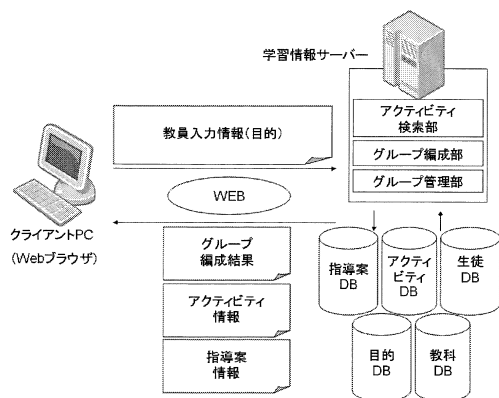 学習情報サーバー
アクティビティ
検索部
グループ編成部
グループ管理部
教員入力情報(目的)
WEB
クライアントPC
(Webブラウザ)
グループ
編成結果
アクティビティ
情報
指導案
情報
指導案
DB
アクティ
ビティ
DB
生徒
DB
目的
DB
教科
DB